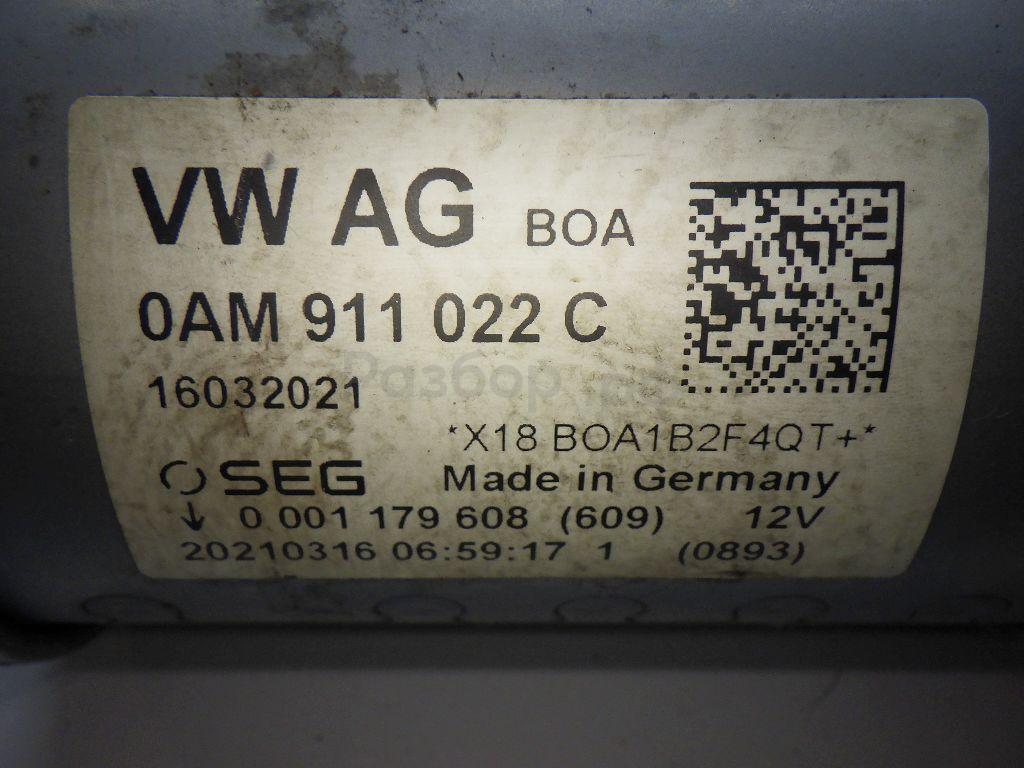 VW AG BOA
0AM 911 022 C
Разбор
16032021
*X18 BOA1B2F4QT+*
SEG Made in Germany
↓ 0 001 179 608 (609) 12V
20210316 06:59:17 1 (0893)